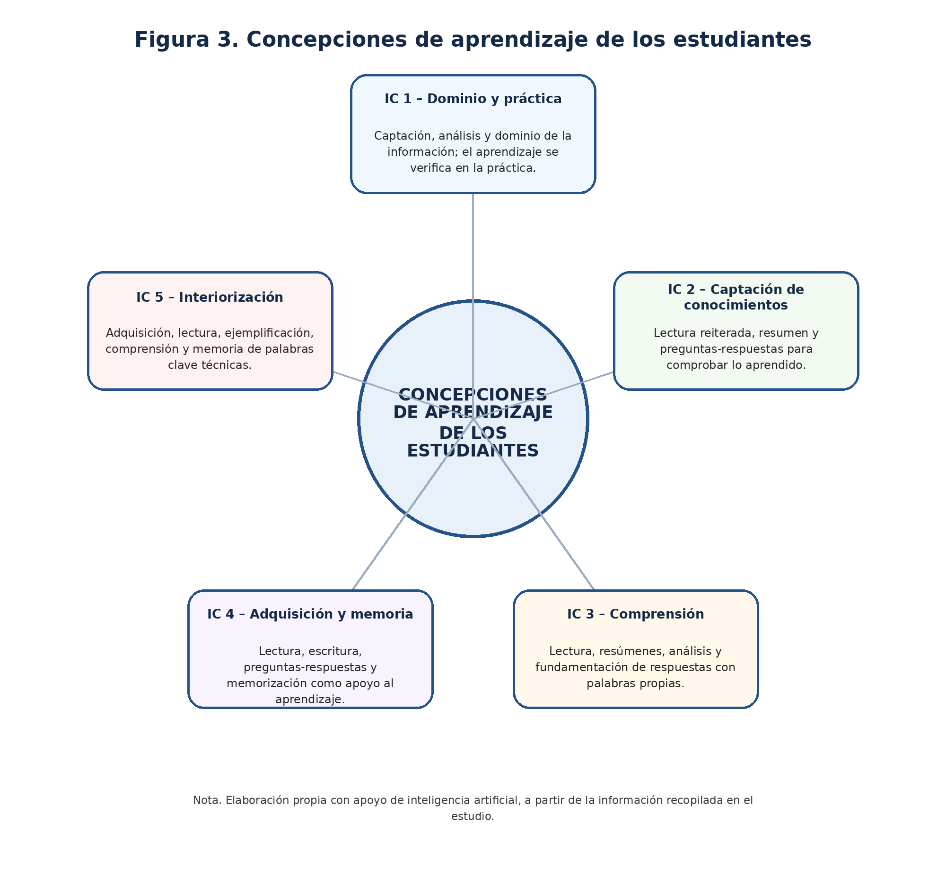 Figura 3. Concepciones de aprendizaje de los estudiantes
IC 1 – Dominio y práctica
Captación, análisis y dominio de la
información; el aprendizaje se
verifica en la práctica.
IC 5 – Interiorización
Adquisición, lectura, ejemplificación,
comprensión y memoria de palabras
clave técnicas.
IC 2 – Captación de
conocimientos
Lectura reiterada, resumen y
preguntas-respuestas para
comprobar lo aprendido.
CONCEPCIONES
DE APRENDIZAJE
DE LOS
ESTUDIANTES
IC 4 – Adquisición y memoria
Lectura, escritura,
preguntas-respuestas y
memorización como apoyo al
aprendizaje.
IC 3 – Comprensión
Lectura, resúmenes, análisis y
fundamentación de respuestas con
palabras propias.
Nota. Elaboración propia con apoyo de inteligencia artificial, a partir de la información recopilada en el
estudio.